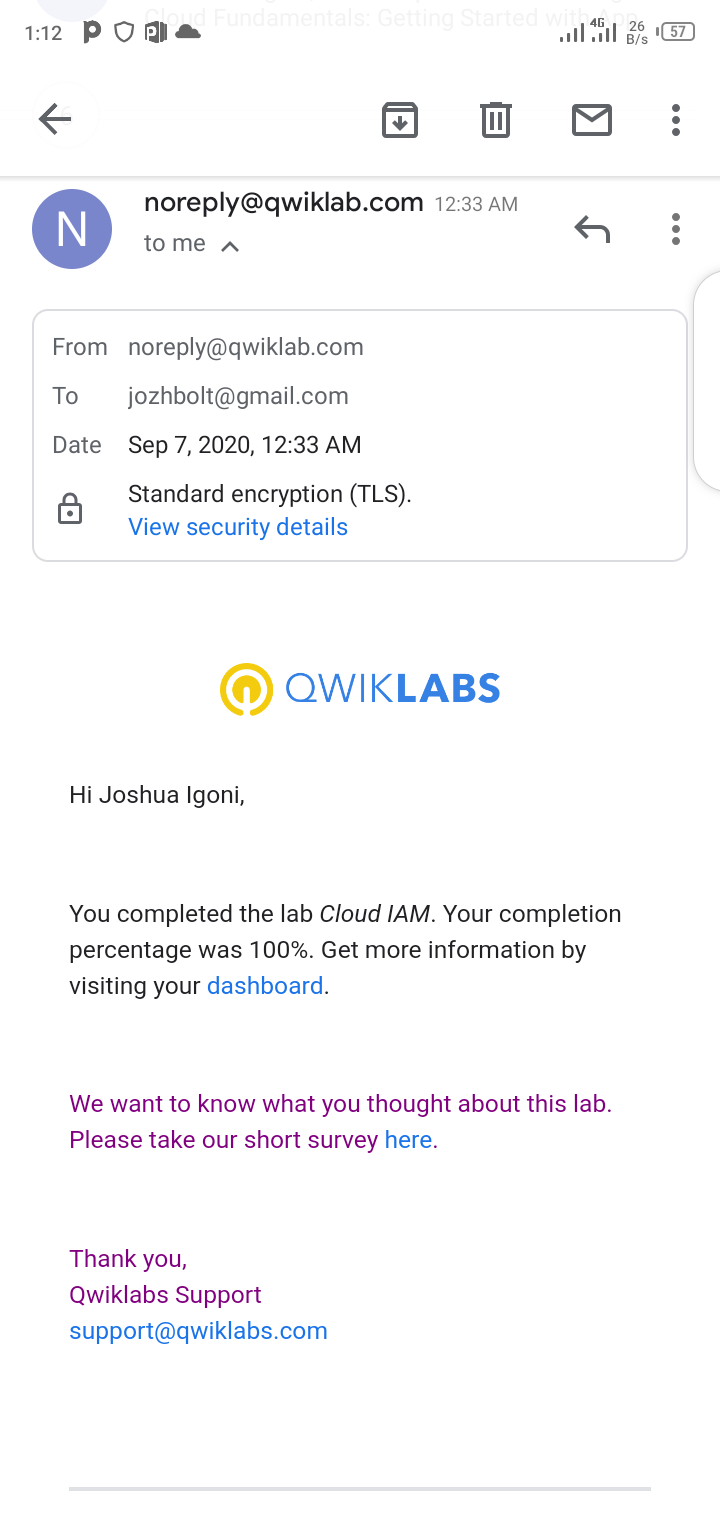 Cloud Fundamentals: Getting Started with App
1:12
4G
26
B/s
57
noreply@qwiklab.com 12:33 AM
N
to me
From noreply@qwiklab.com
To jozhbolt@gmail.com
Date Sep 7, 2020, 12:33 AM
Standard encryption (TLS).
View security details
QWIKLABS
Hi Joshua Igoni,
You completed the lab Cloud IAM. Your completion
percentage was 100%. Get more information by
visiting your dashboard.
We want to know what you thought about this lab.
Please take our short survey here.
Thank you,
Qwiklabs Support
support@qwiklabs.com